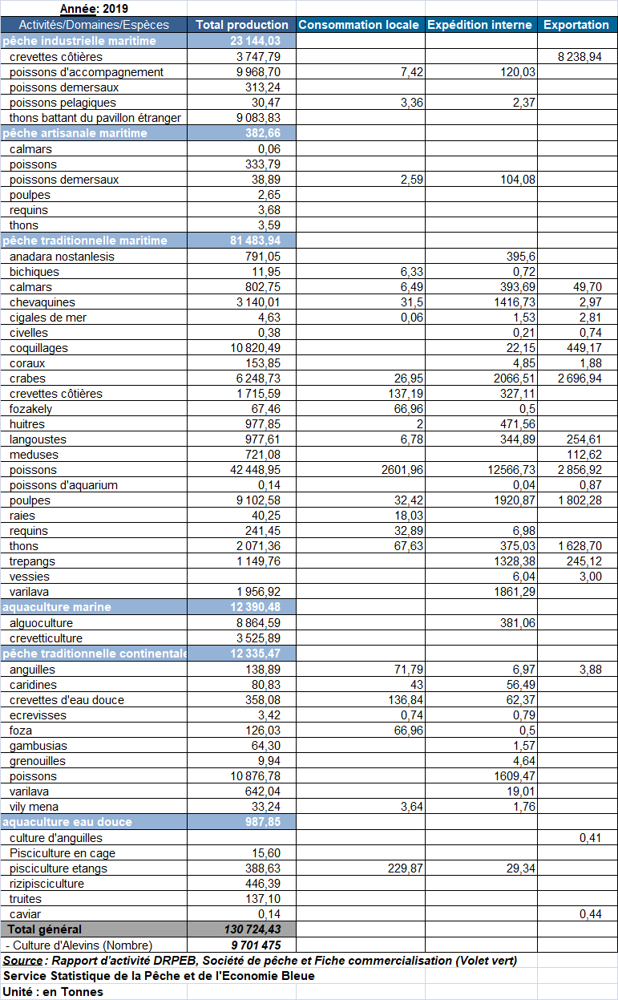 Année: 2019
Activités/Domaines/Espèces Total production Consommation locale Expédition interne Exportation
pêche industrielle maritime 23 144,03
crevettes côtières 3 747,79 8 238,94
poissons d'accompagnement 9 968,70 7,42 120,03
poissons demersaux 313,24
poissons pelagiques 30,47 3,36 2,37
thons battant du pavillon étranger 9 083,83
pêche artisanale maritime 382,66
calmars 0,06
poissons 333,79
poissons demersaux 38,89 2,59 104,08
poulpes 2,65
requins 3,68
thons 3,59
pêche traditionnelle maritime 81 483,94
anadara nostanlesis 791,05 395,6
bichiques 11,95 6,33 0,72
calmars 802,75 6,49 393,69 49,70
chevaquines 3 140,01 31,5 1416,73 2,97
cigales de mer 4,63 0,06 1,53 2,81
civelles 0,38 0,21 0,74
coquillages 10 820,49 22,15 449,17
coraux 153,85 4,85 1,88
crabes 6 248,73 26,95 2066,51 2 696,94
crevettes côtières 1 715,59 137,19 327,11
fozakely 67,46 66,96 0,5
huitres 977,85 2 471,56
langoustes 977,61 6,78 344,89 254,61
meduses 721,08 112,62
poissons 42 448,95 2601,96 12566,73 2 856,92
poissons d'aquarium 0,14 0,04 0,87
poulpes 9 102,58 32,42 1920,87 1 802,28
raies 40,25 18,03
requins 241,45 32,89 6,98
thons 2 071,36 67,63 375,03 1 628,70
trepangs 1 149,76 1328,38 245,12
vessies 6,04 3,00
varilava 1 956,92 1861,29
aquaculture marine 12 390,48
alguoculture 8 864,59 381,06
crevetticulture 3 525,89
pêche traditionnelle continentale 12 335,47
anguilles 138,89 71,79 6,97 3,88
caridines 80,83 43 56,49
crevettes d'eau douce 358,08 136,84 62,37
ecrevisses 3,42 0,74 0,79
foza 126,03 66,96 0,5
gambusias 64,30 1,57
grenouilles 9,94 4,64
poissons 10 876,78 1609,47
varilava 642,04 19,01
vily mena 33,24 3,64 1,76
aquaculture eau douce 987,85
culture d'anguilles 0,41
Pisciculture en cage 15,60
pisciculture etangs 388,63 229,87 29,34
rizipisciculture 446,39
truites 137,10
caviar 0,14 0,44
Total général 130 724,43
- Culture d'Alevins (Nombre) 9 701 475
Source : Rapport d'activité DRPEB, Société de pêche et Fiche commercialisation (Volet vert)
Service Statistique de la Pêche et de l'Economie Bleue
Unité : en Tonnes